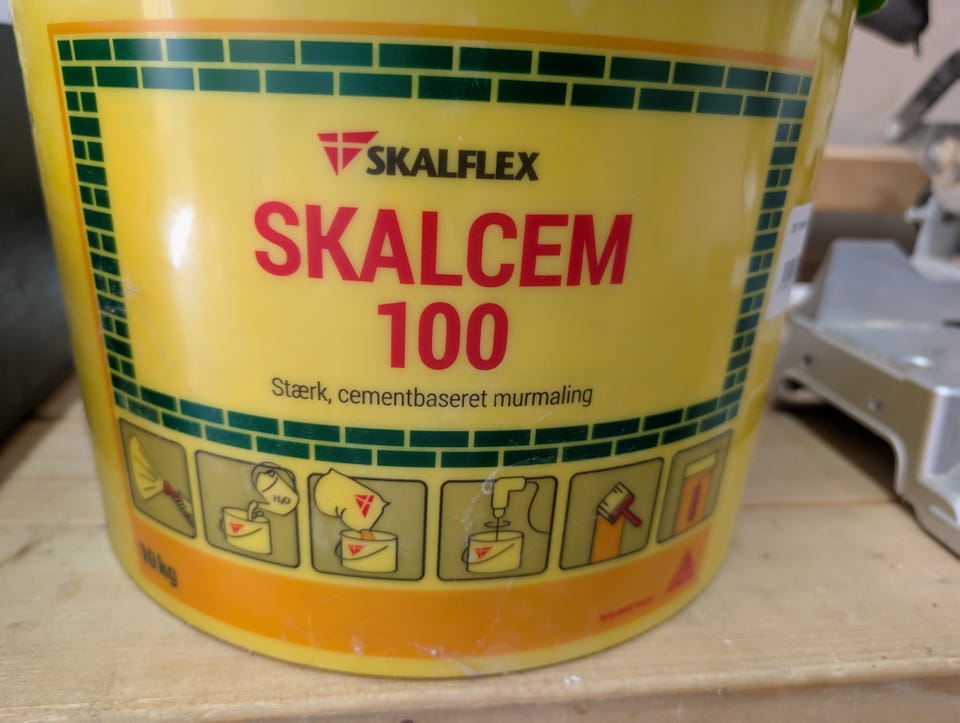 SKALFLEX
SKALCEM
100
Stærk, cementbaseret murmaling
H₂O
10 kg